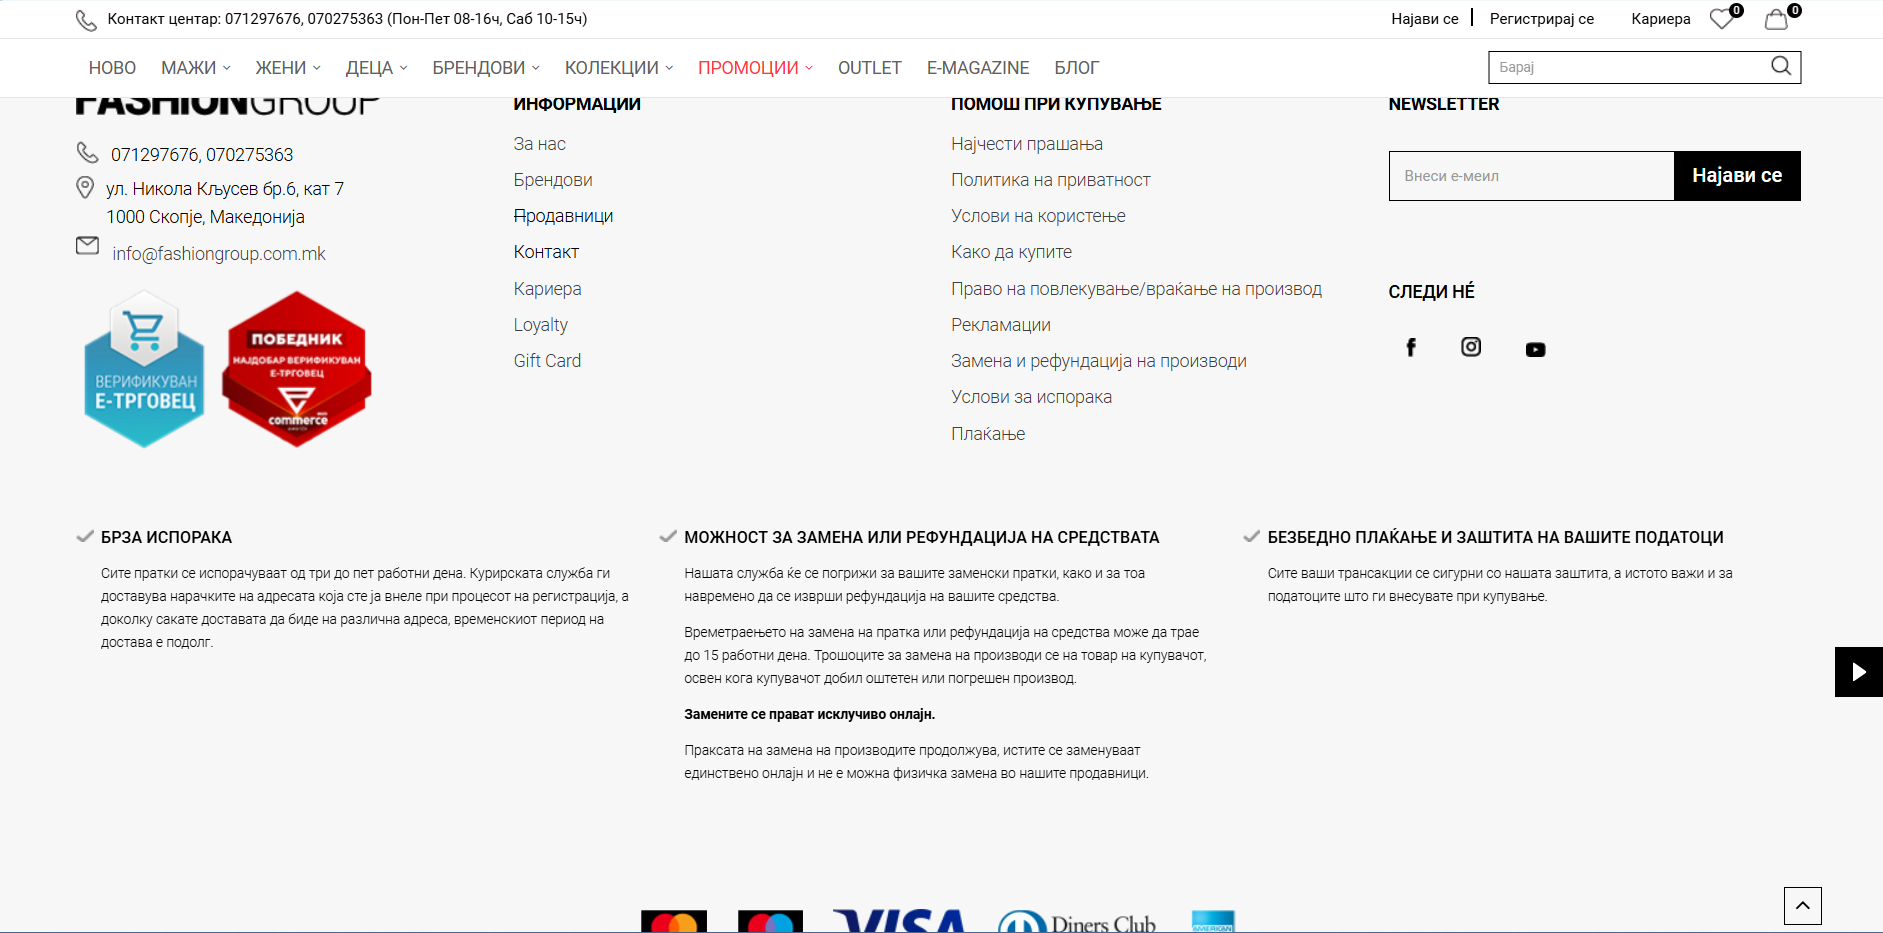 Контакт центар: 071297676, 070275363 (Пон-Пет 08-16ч, Саб 10-15ч)
Најави се
Регистрирај се
Кариера
0
0
НОВО
МАЖИ
ЖЕНИ
ДЕЦА
БРЕНДОВИ
КОЛЕКЦИИ
ПРОМОЦИИ
OUTLET
E-MAGAZINE
БЛОГ
Барај
FASHIONGROUP
071297676, 070275363
ул. Никола Кљусев бр.6, кат 7
1000 Скопје, Македонија
info@fashiongroup.com.mk
ВЕРИФИКУВАН
Е-ТРГОВЕЦ
ПОБЕДНИК
НАЈДОБАР ВЕРИФИКУВАН
Е-ТРГОВЕЦ
commerce
ИНФОРМАЦИИ
За нас
Брендови
Продавници
Контакт
Кариера
Loyalty
Gift Card
ПОМОШ ПРИ КУПУВАЊЕ
Најчести прашања
Политика на приватност
Услови на користење
Како да купите
Право на повлекување/враќање на производ
Рекламации
Замена и рефундација на производи
Услови за испорака
Плаќање
NEWSLETTER
Внеси е-меил
Најави се
СЛЕДИ НÉ
БРЗА ИСПОРАКА
Сите пратки се испорачуваат од три до пет работни дена. Курирската служба ги
доставува нарачките на адресата која сте ја внеле при процесот на регистрација, а
доколку сакате доставата да биде на различна адреса, временскиот период на
достава е подолг.
МОЖНОСТ ЗА ЗАМЕНА ИЛИ РЕФУНДАЦИЈА НА СРЕДСТВАТА
Нашата служба ќе се погрижи за вашите заменски пратки, како и за тоа
навремено да се изврши рефундација на вашите средства.
Времетраењето на замена на пратка или рефундација на средства може да трае
до 15 работни дена. Трошоците за замена на производи се на товар на купувачот,
освен кога купувачот добил оштетен или погрешен производ.
Замените се прават исклучиво онлајн.
Праксата на замена на производите продолжува, истите се заменуваат
единствено онлајн и не е можна физичка замена во нашите продавници.
БЕЗБЕДНО ПЛАЌАЊЕ И ЗАШТИТА НА ВАШИТЕ ПОДАТОЦИ
Сите ваши трансакции се сигурни со нашата заштита, а истото важи и за
податоците што ги внесувате при купување.
VISA
Diners Club
AMERICAN